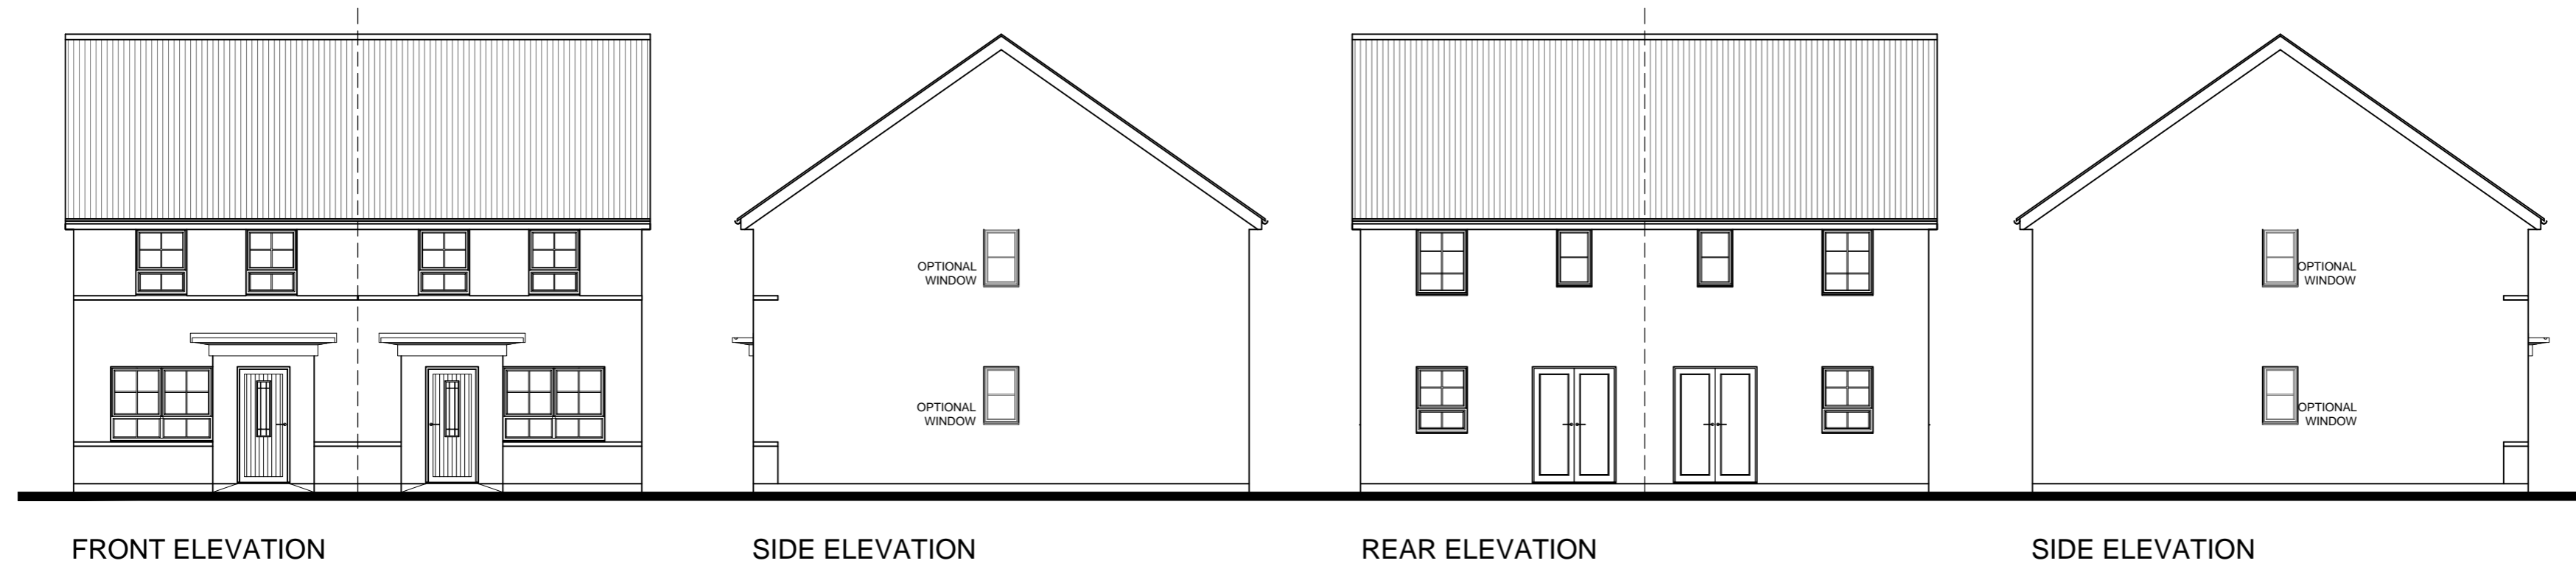 OPTIONAL
WINDOW
OPTIONAL
WINDOW
OPTIONAL
WINDOW
OPTIONAL
WINDOW
FRONT ELEVATION
SIDE ELEVATION
REAR ELEVATION
SIDE ELEVATION